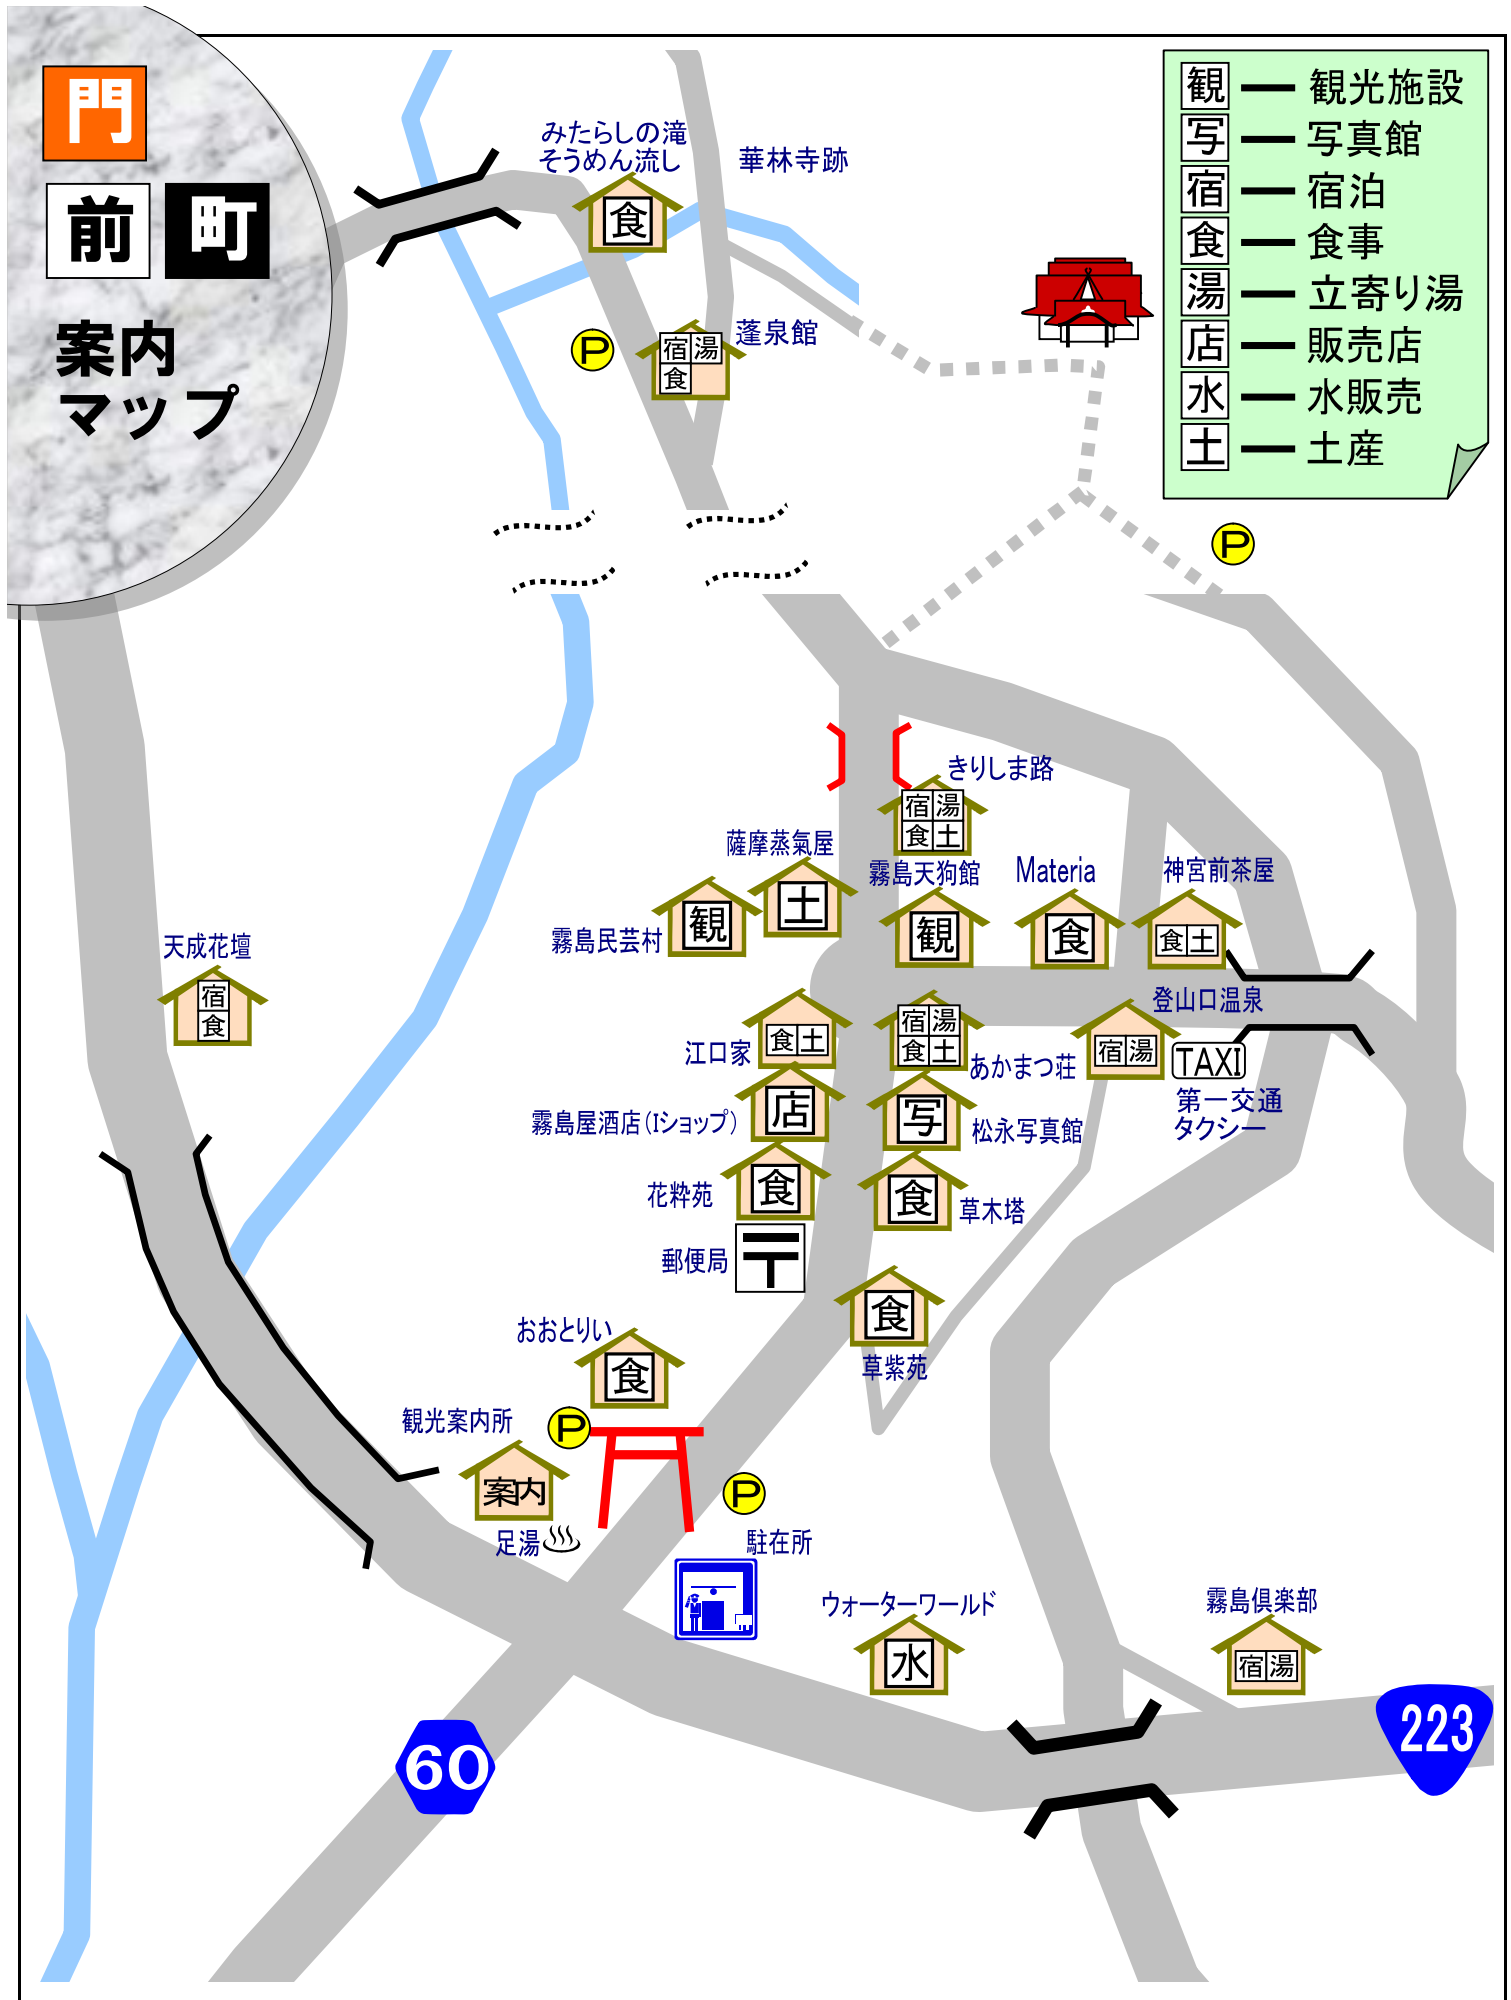 門
前町
案内
マップ
観 ― 観光施設
写 ― 写真館
宿 ― 宿泊
食 ― 食事
湯 ― 立寄り湯
店 ― 販売店
水 ― 水販売
土 ― 土産
みたらしの滝
そうめん流し
食
華林寺跡
P
蓬泉館
宿湯
食
P
きりしま路
宿湯
食土
薩摩蒸氣屋
土
霧島民芸村
観
霧島天狗館
観
Materia
食
神宮前茶屋
食土
天成花壇
宿
食
江口家
食土
あかまつ荘
宿湯
食土
登山口温泉
宿湯
TAXI
第一交通
タクシー
霧島屋酒店(Iショップ)
店
松永写真館
写
花粋苑
食
草木塔
食
郵便局
〒
草紫苑
食
おおとりい
食
観光案内所
P
案内
足湯
P
駐在所
ウォーターワールド
水
霧島倶楽部
宿湯
60
223